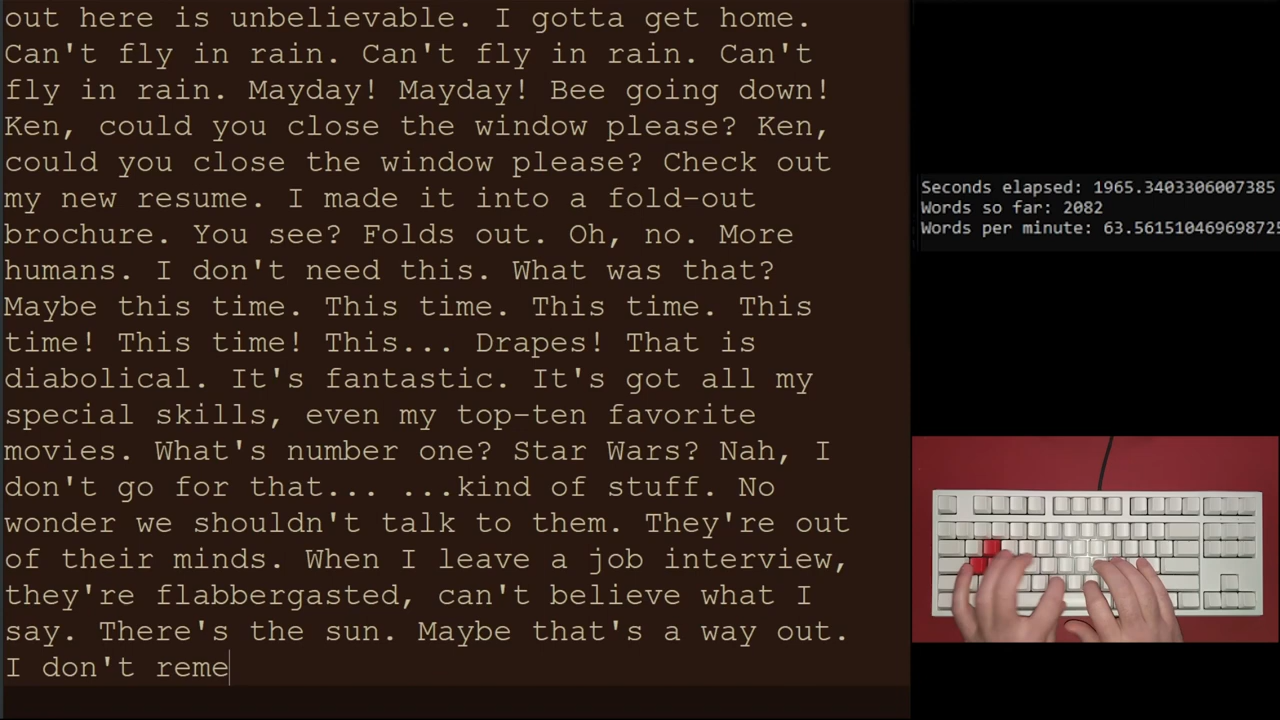 out here is unbelievable. I gotta get home.
Can't fly in rain. Can't fly in rain. Can't
fly in rain. Mayday! Mayday! Bee going down!
Ken, could you close the window please? Ken,
could you close the window please? Check out
my new resume. I made it into a fold-out
brochure. You see? Folds out. Oh, no. More
humans. I don't need this. What was that?
Maybe this time. This time. This time. This
time! This time! This... Drapes! That is
diabolical. It's fantastic. It's got all my
special skills, even my top-ten favorite
movies. What's number one? Star Wars? Nah, I
don't go for that... ...kind of stuff. No
wonder we shouldn't talk to them. They're out
of their minds. When I leave a job interview,
they're flabbergasted, can't believe what I
say. There's the sun. Maybe that's a way out.
I don't reme
Seconds elapsed: 1965.3403306007385
Words so far: 2082
Words per minute: 63.561510469698725